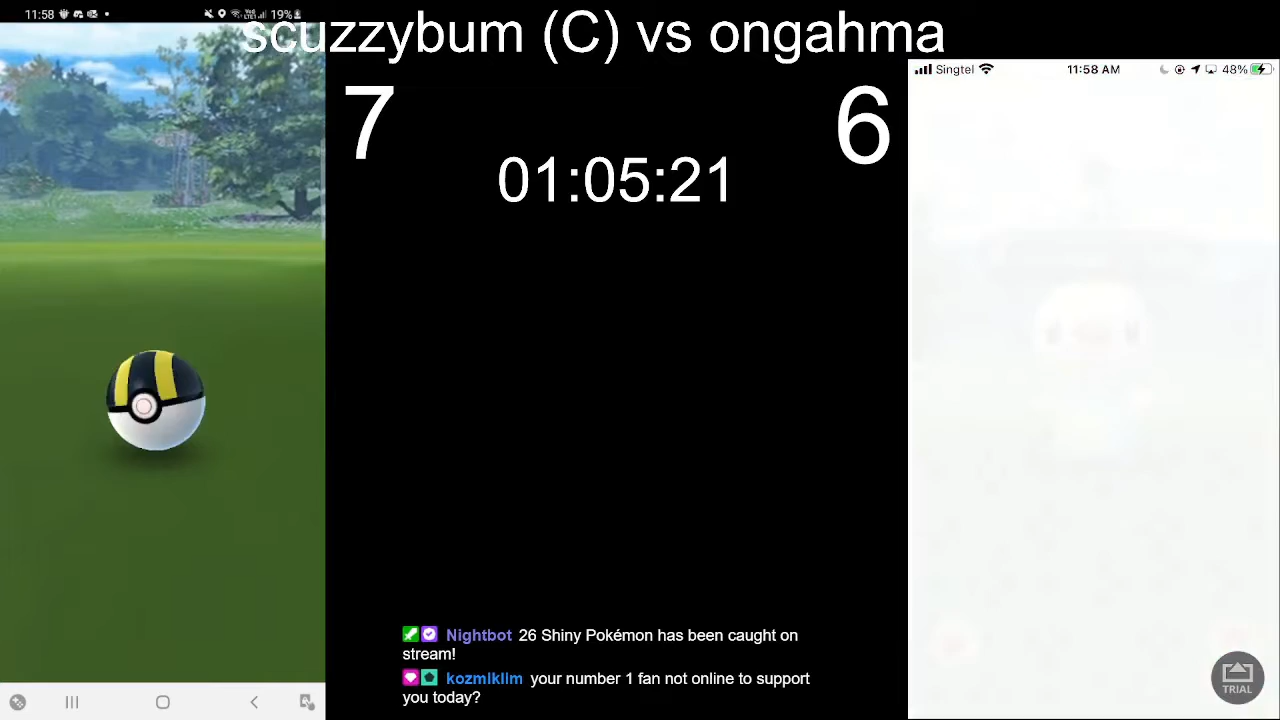 11:58
19%
scuzzybum (C) vs ongahma
Singtel
11:58 AM
48%
7
6
01:05:21
Nightbot 26 Shiny Pokémon has been caught on
stream!
kozmiklim your number 1 fan not online to support
you today?
TRIAL